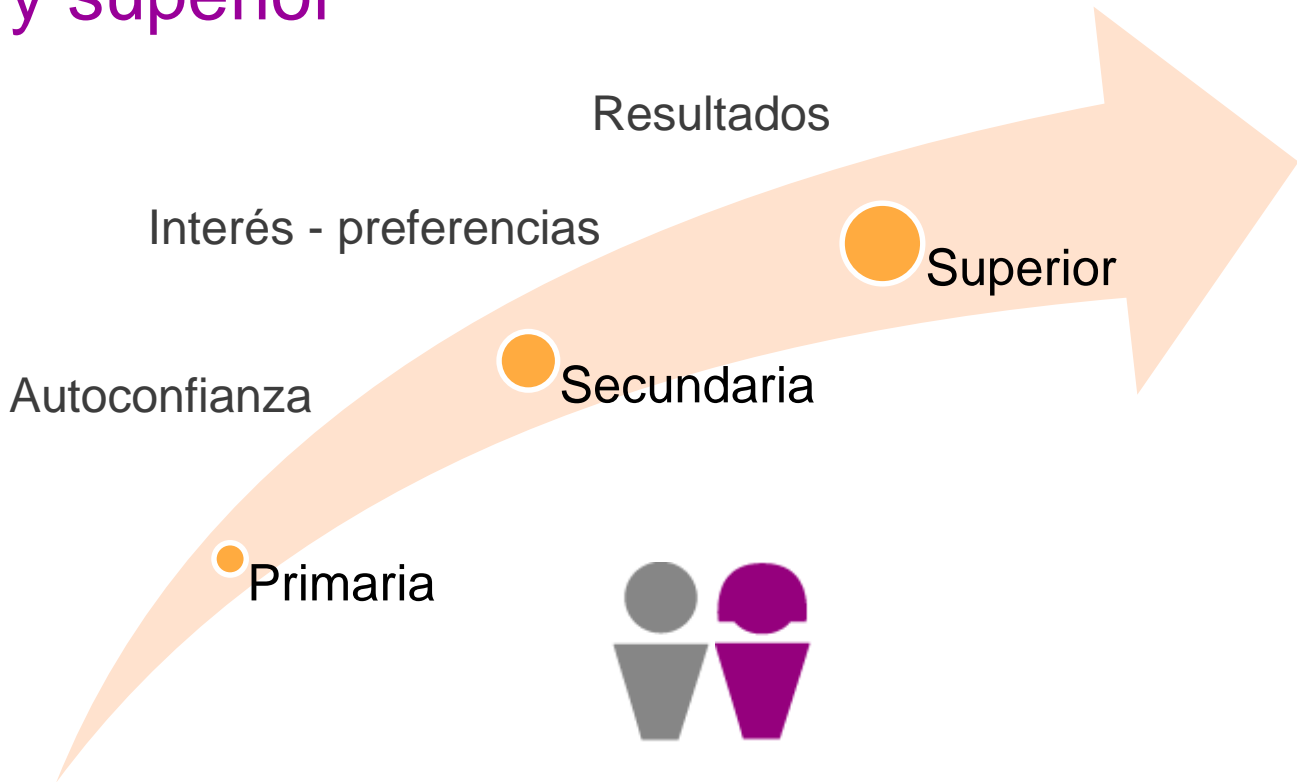 y superior
Resultados
Interés - preferencias
Superior
Autoconfianza
Secundaria
Primaria